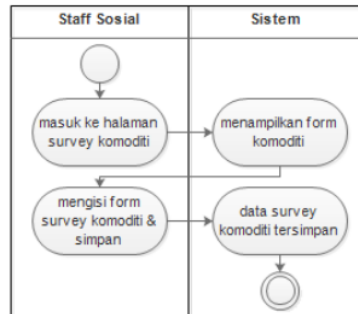 Staff Sosial
Sistem
masuk ke halaman
survey komoditi
menampilkan form
komoditi
mengisi form
survey komoditi &
simpan
data survey
komoditi tersimpan